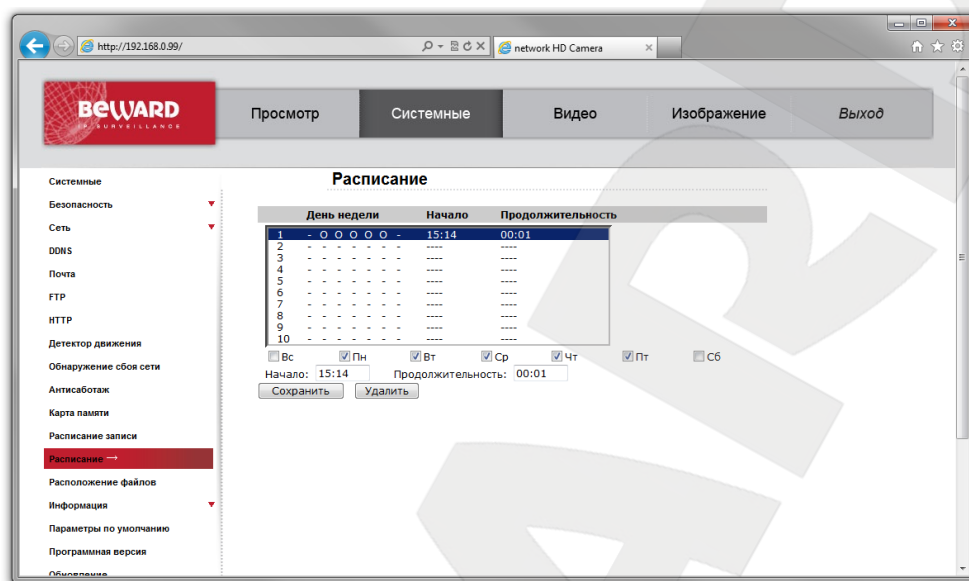 http://192.168.0.99/
network HD Camera
BEWARD
IP SURVEILLANCE
Просмотр Системные Видео Изображение Выход
Системные
Безопасность
Сеть
DDNS
Почта
FTP
HTTP
Детектор движения
Обнаружение сбоя сети
Антисаботаж
Карта памяти
Расписание записи
Расписание →
Расположение файлов
Информация
Параметры по умолчанию
Программная версия
Обновление
Расписание
День недели Начало Продолжительность
1 - O O O O O - 15:14 00:01
2 - - - - - - - ---- ----
3 - - - - - - - ---- ----
4 - - - - - - - ---- ----
5 - - - - - - - ---- ----
6 - - - - - - - ---- ----
7 - - - - - - - ---- ----
8 - - - - - - - ---- ----
9 - - - - - - - ---- ----
10 - - - - - - - ---- ----
Вс Пн Вт Ср Чт Пт Сб
Начало: 15:14 Продолжительность: 00:01
Сохранить Удалить